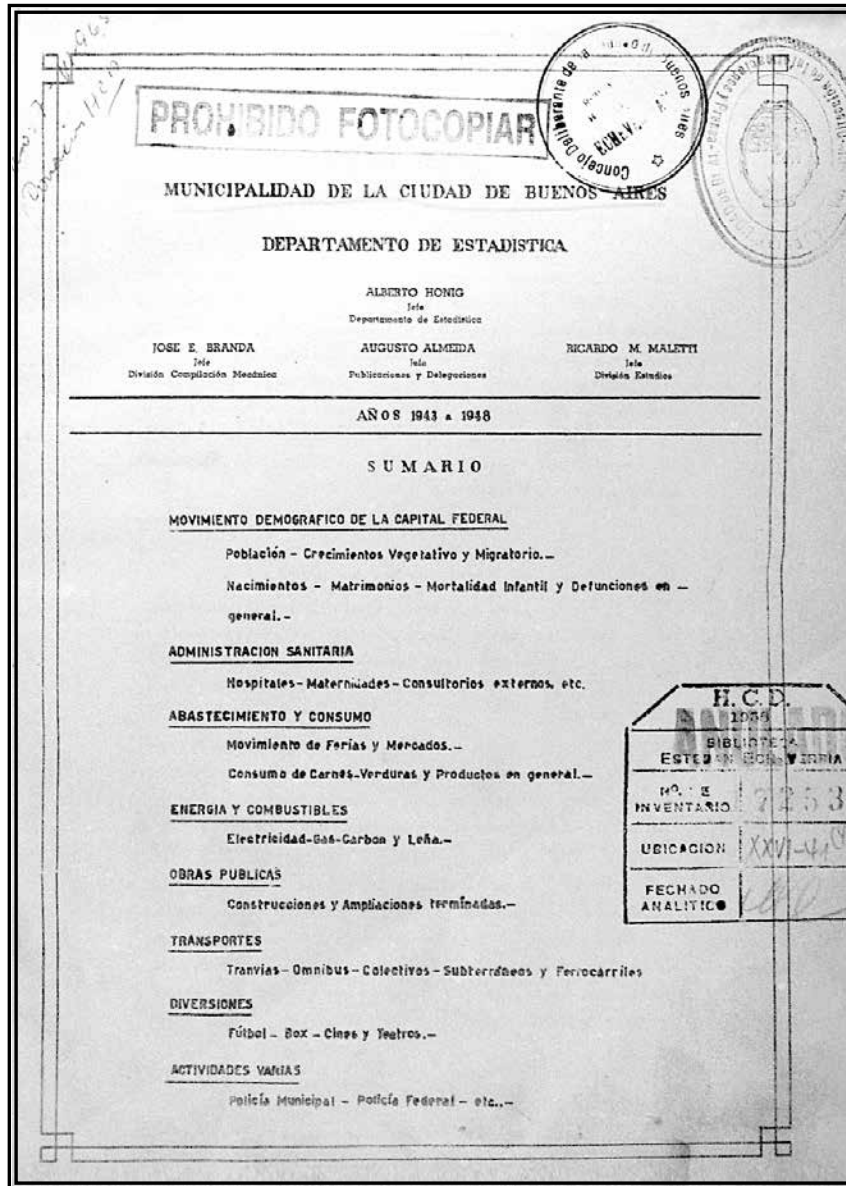 PROHIBIDO FOTOCOPIAR
Concejo Deliberante de la
MUNICIPALIDAD DE LA CIUDAD DE BUENOS AIRES
DEPARTAMENTO DE ESTADISTICA
ALBERTO HONIG
Jefe
Departamento de Estadística
JOSE E. BRANDA
Jefe
División Compilación Mecánica
AUGUSTO ALMEIDA
Jefe
Publicaciones y Delegaciones
RICARDO M. MALETTI
Jefe
División Estudios
AÑOS 1943 a 1948
SUMARIO
MOVIMIENTO DEMOGRAFICO DE LA CAPITAL FEDERAL
Población - Crecimientos Vegetativo y Migratorio.-
Nacimientos - Matrimonios - Mortalidad Infantil y Defunciones en -
general.-
ADMINISTRACION SANITARIA
Hospitales-Maternidades-Consultorios externos, etc.
ABASTECIMIENTO Y CONSUMO
Movimiento de Ferias y Mercados.-
Consumo de Carnes-Verduras y Productos en general.-
ENERGIA Y COMBUSTIBLES
Electricidad-Gas-Carbon y Leña.-
OBRAS PUBLICAS
Construcciones y Ampliaciones terminadas.-
TRANSPORTES
Tranvías-Omnibus-Colectivos-Subterráneos y Ferrocarriles
DIVERSIONES
Fútbol - Box - Cines y Teatros.-
ACTIVIDADES VARIAS
Policía Municipal - Policía Federal - etc..-
H. C. D.
BIBLIOTECA
ESTEBAN ECHEVERRIA
Nº. DE
INVENTARIO 7253
UBICACION XXVI-41
FECHADO
ANALITICO